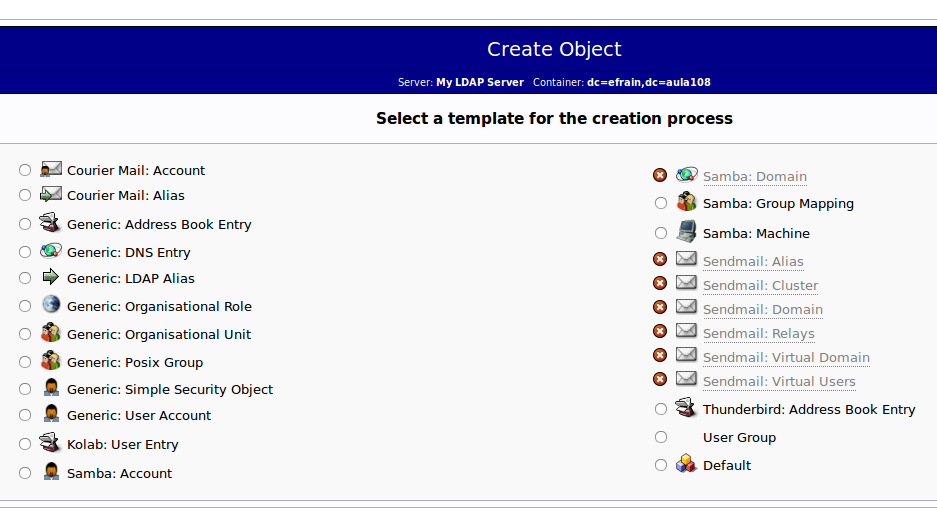 Create Object
Server: My LDAP Server Container: dc=efrain,dc=aula108
Select a template for the creation process
Courier Mail: Account
Courier Mail: Alias
Generic: Address Book Entry
Generic: DNS Entry
Generic: LDAP Alias
Generic: Organisational Role
Generic: Organisational Unit
Generic: Posix Group
Generic: Simple Security Object
Generic: User Account
Kolab: User Entry
Samba: Account
Samba: Domain
Samba: Group Mapping
Samba: Machine
Sendmail: Alias
Sendmail: Cluster
Sendmail: Domain
Sendmail: Relays
Sendmail: Virtual Domain
Sendmail: Virtual Users
Thunderbird: Address Book Entry
User Group
Default